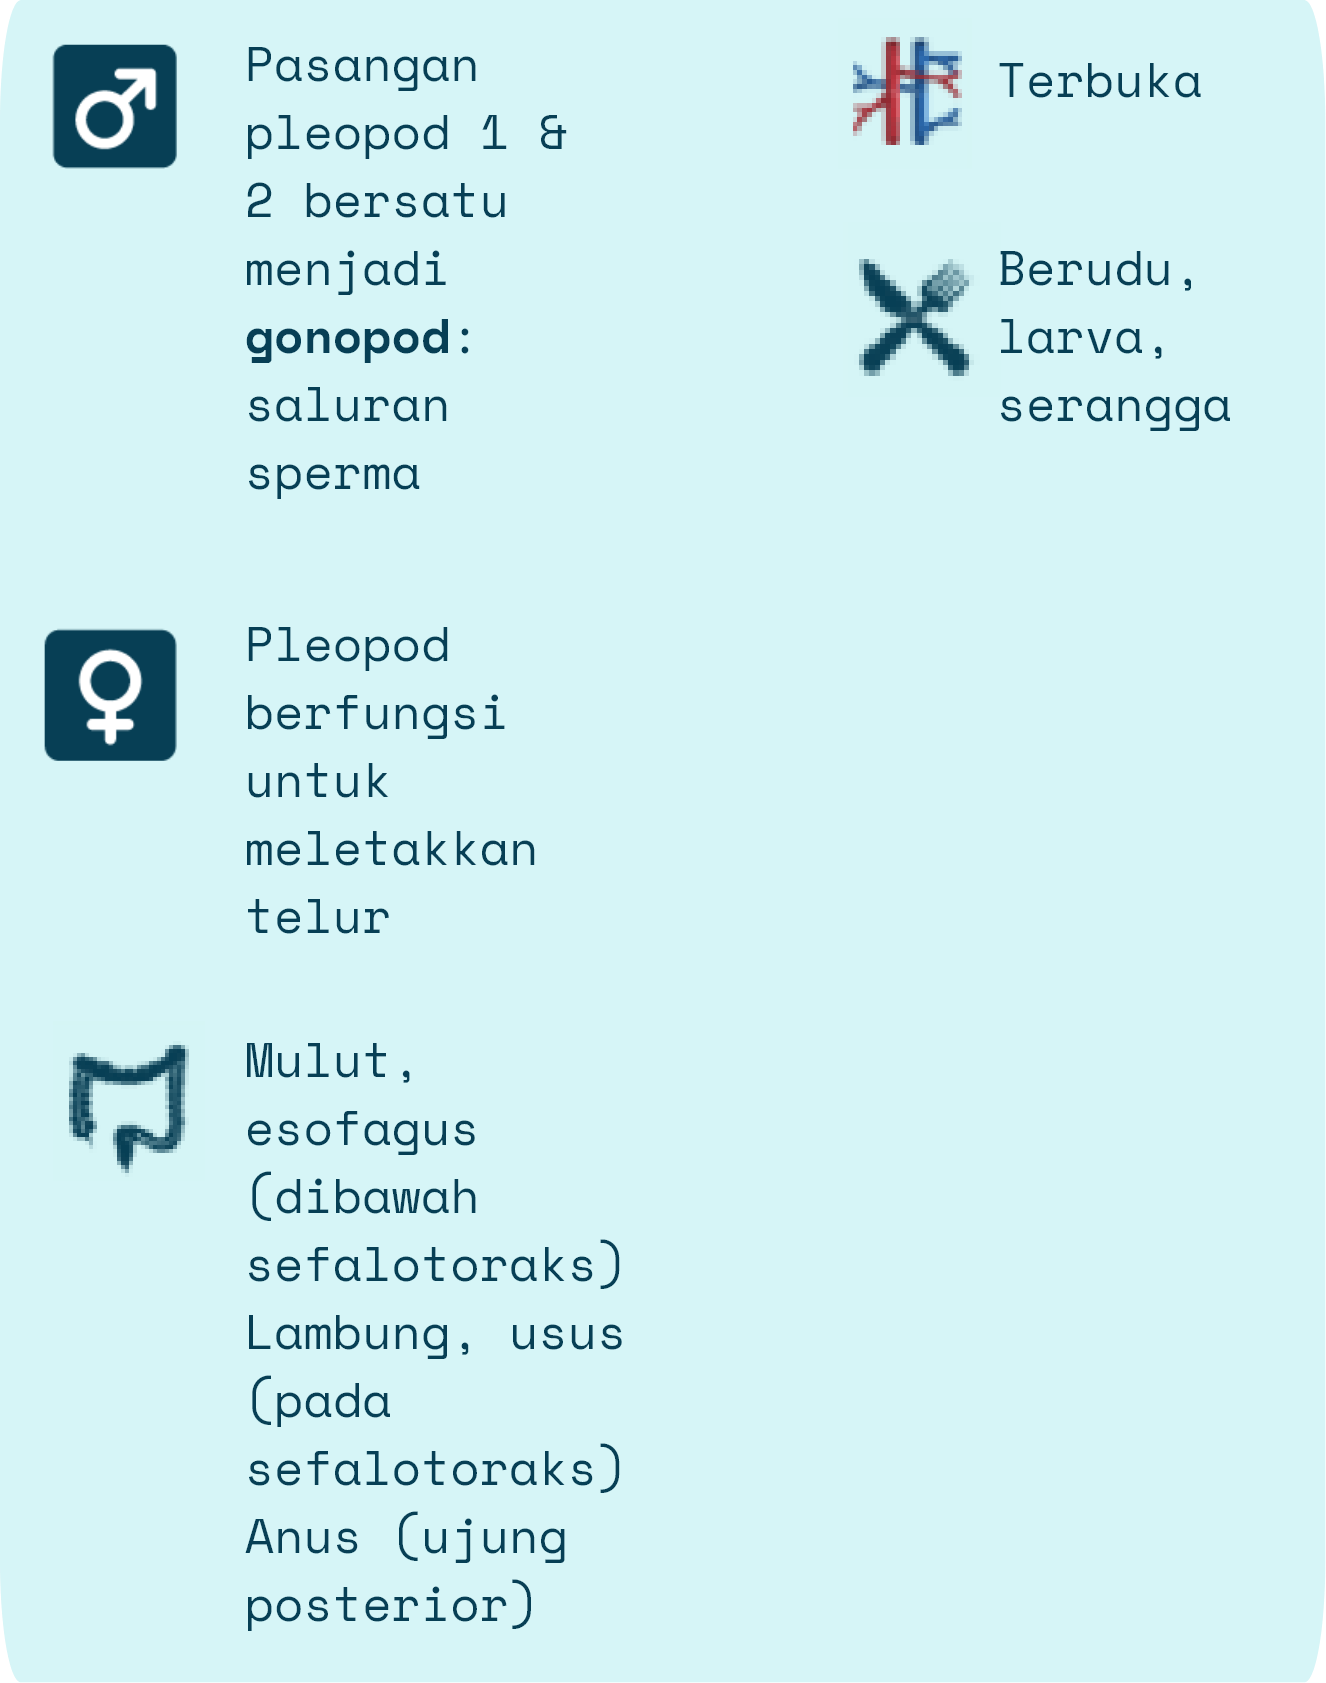 Pasangan
pleopod 1 &
2 bersatu
menjadi
gonopod:
saluran
sperma
Pleopod
berfungsi
untuk
meletakkan
telur
Mulut,
esofagus
(dibawah
sefalotoraks)
Lambung, usus
(pada
sefalotoraks)
Anus (ujung
posterior)
Terbuka
Berudu,
larva,
serangga